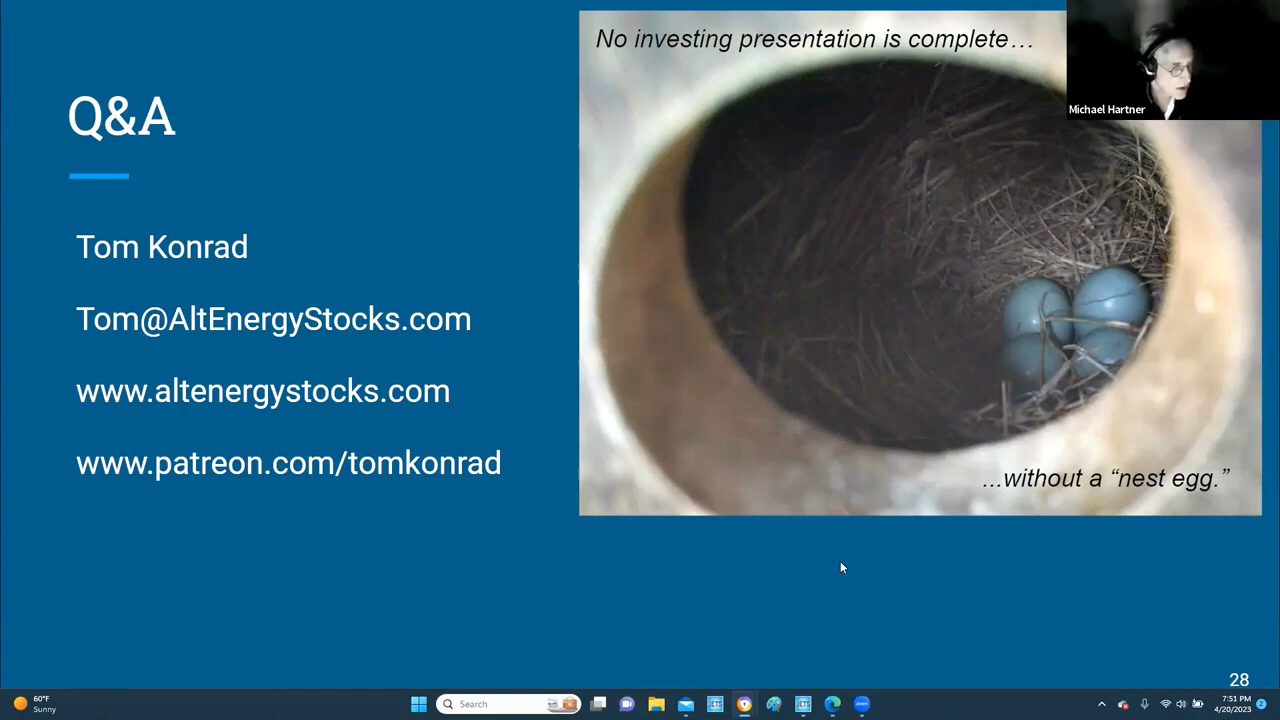 No investing presentation is complete…
Michael Hartner
Q&A
Tom Konrad
Tom@AltEnergyStocks.com
www.altenergystocks.com
www.patreon.com/tomkonrad
...without a “nest egg.”
28
60°F
Sunny
Search
7:51 PM
4/20/2023